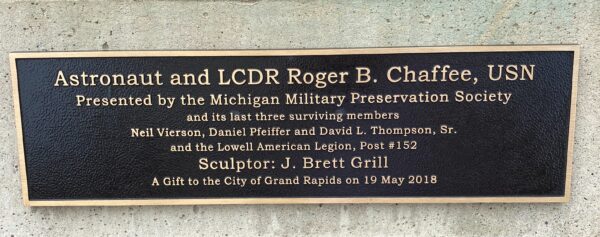 Astronaut and LCDR Roger B. Chaffee, USN
Presented by the Michigan Military Preservation Society
and its last three surviving members
Neil Vierson, Daniel Pfeiffer and David L. Thompson, Sr.
and the Lowell American Legion, Post #152
Sculptor: J. Brett Grill
A Gift to the City of Grand Rapids on 19 May 2018